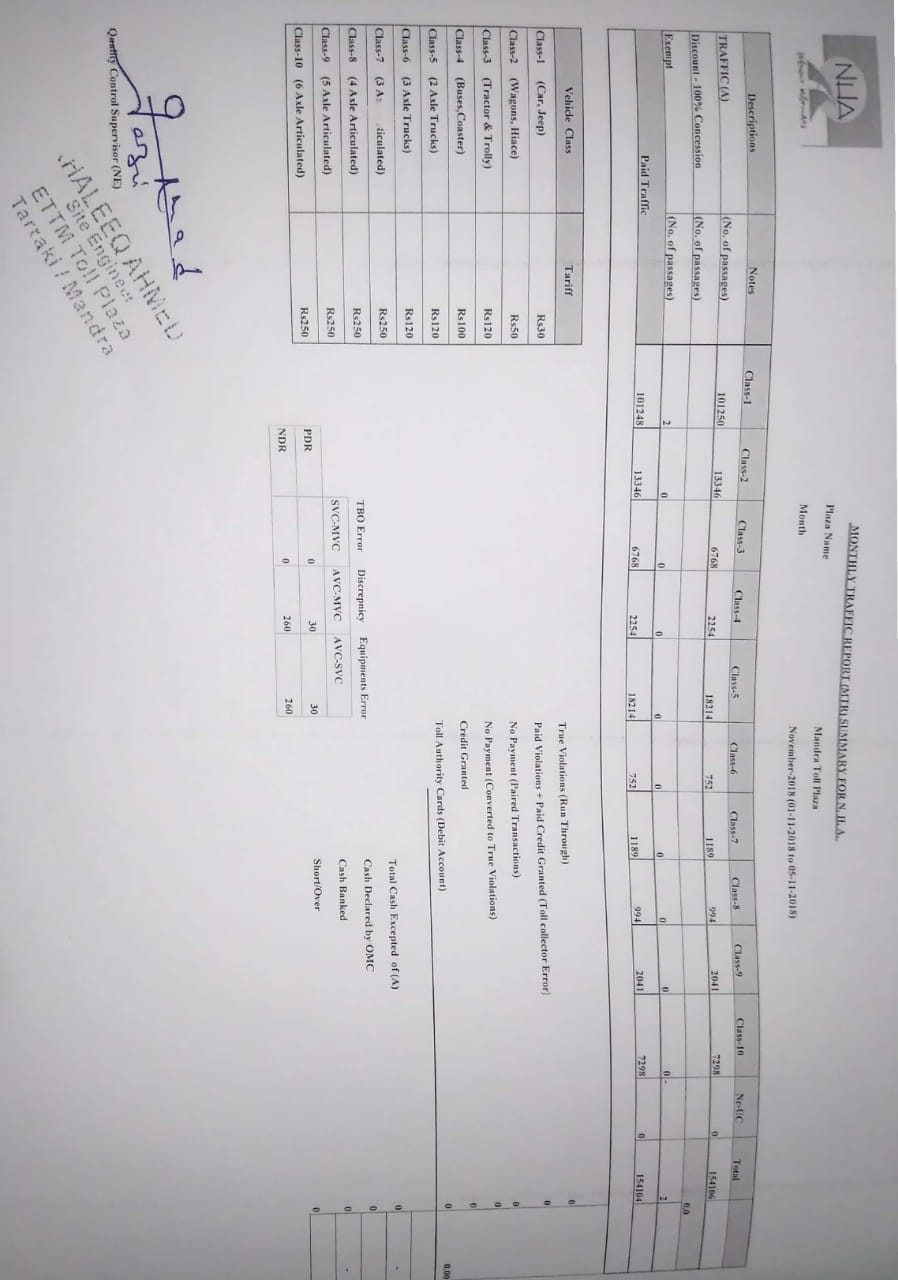 NHA
MONTHLY TRAFFIC REPORT (MTR) SUMMARY FOR N. H. A.
Plaza Name Mandra Toll Plaza
Month November-2018 (01-11-2018 to 05-11-2018)
Descriptions Notes Class-1 Class-2 Class-3 Class-4 Class-5 Class-6 Class-7 Class-8 Class-9 Class-10 Nc-UC Total
TRAFFIC (A) (No. of passages) 101250 13346 6768 2254 18214 752 1189 994 2041 7298 0 154106
Discount - 100% Concession (No. of passages) 0.0
Exempt (No. of passages) 2 0 0 0 0 0 0 0 0 0 - 2
Paid Traffic 101248 13346 6768 2254 18214 752 1189 994 2041 7298 0 154104
Vehicle Class Tariff
Class-1 (Car, Jeep) Rs30
Class-2 (Wagons, Hiace) Rs50
Class-3 (Tractor & Trolly) Rs120
Class-4 (Buses,Coaster) Rs100
Class-5 (2 Axle Trucks) Rs120
Class-6 (3 Axle Trucks) Rs120
Class-7 (3 A ticulated) Rs250
Class-8 (4 Axle Articulated) Rs250
Class-9 (5 Axle Articulated) Rs250
Class-10 (6 Axle Articulated) Rs250
True Violations (Run Through) 0
Paid Violations + Paid Credit Granted (Toll collector Error) 0
No Payment (Paired Transactions) 0
No Payment (Converted to True Violations) 0
Credit Granted 0
Toll Authority Cards (Debit Account) 0 0.00
Total Cash Excepted of (A) 0 -
Cash Declared by OMC 0
Cash Banked 0 -
Short/Over 0
TBO Error Discrepnicy Equipments Error
SVC-MVC AVC-MVC AVC-SVC
PDR 0 30 30
NDR 0 260 260
Quality Control Supervisor (NE)
HALEEQ AHMED
Site Engineer
ETTM Toll Plaza
Tarraki / Mandra